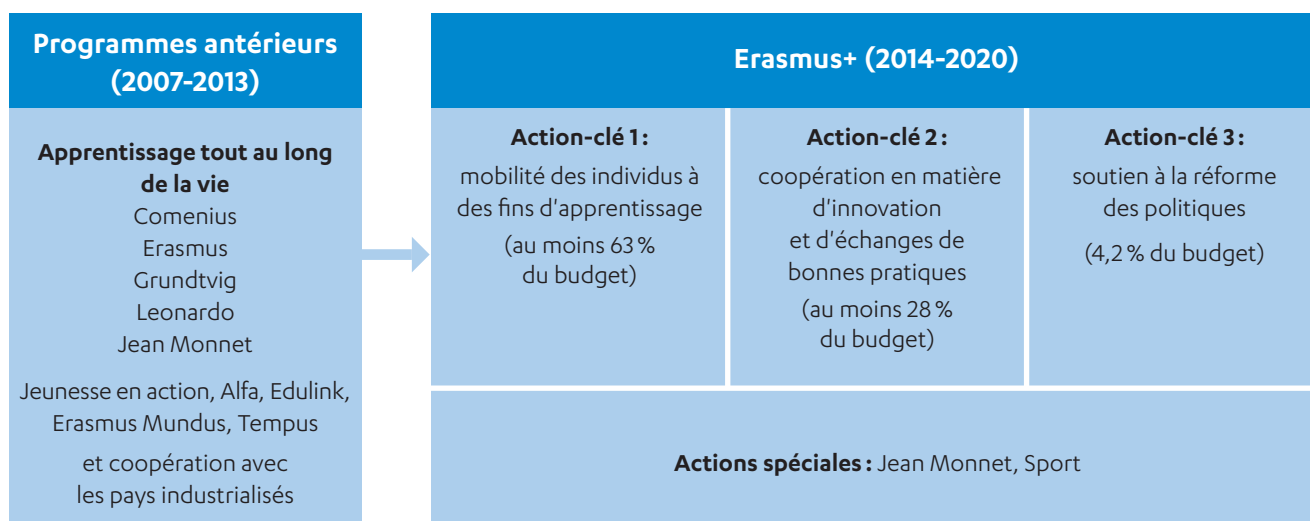 Programmes antérieurs
(2007-2013)
Apprentissage tout au long
de la vie
Comenius
Erasmus
Grundtvig
Leonardo
Jean Monnet
Jeunesse en action, Alfa, Edulink,
Erasmus Mundus, Tempus
et coopération avec
les pays industrialisés
Erasmus+ (2014-2020)
Action-clé 1 :
mobilité des individus à
des fins d'apprentissage
(au moins 63 %
du budget)
Action-clé 2 :
coopération en matière
d'innovation
et d'échanges de
bonnes pratiques
(au moins 28 %
du budget)
Action-clé 3 :
soutien à la réforme
des politiques
(4,2 % du budget)
Actions spéciales : Jean Monnet, Sport